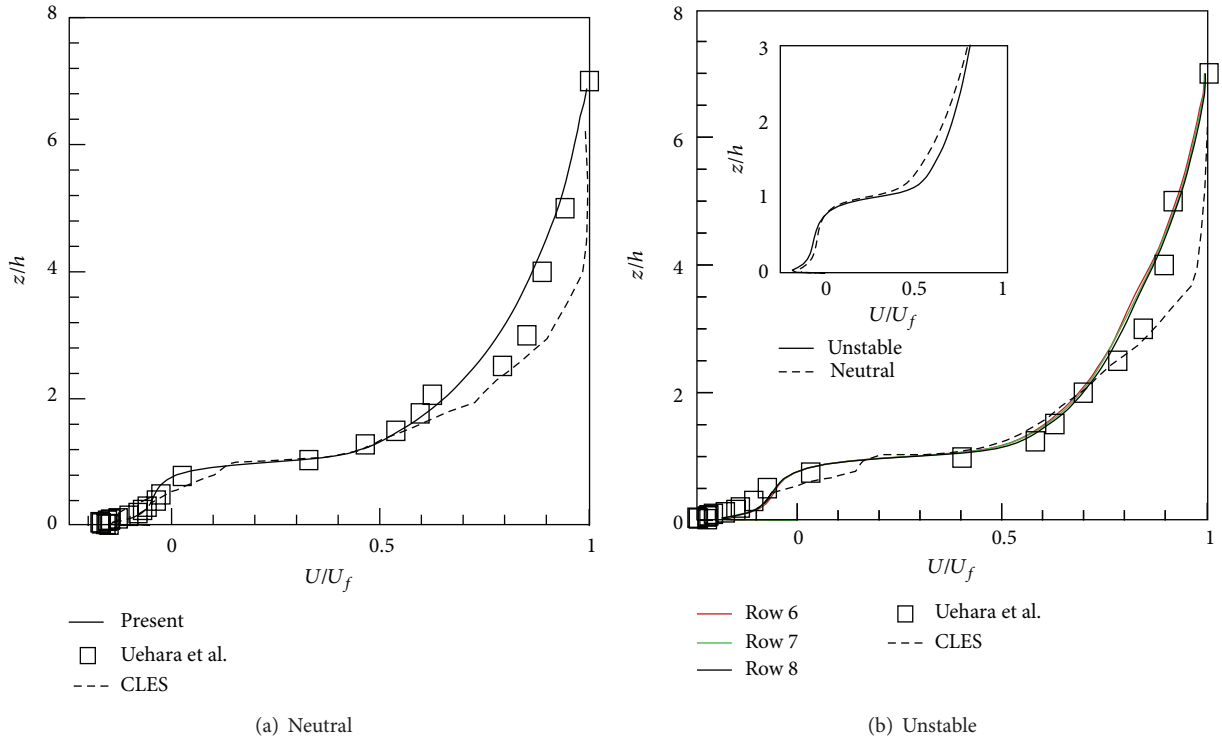 8
6
4
2
0
z/h
0
0.5
1
U/U_f
Present
Uehara et al.
CLES
(a) Neutral
8
6
4
2
0
z/h
3
2
1
0
z/h
0
0.5
1
U/U_f
Unstable
Neutral
0
0.5
1
U/U_f
Row 6
Row 7
Row 8
Uehara et al.
CLES
(b) Unstable